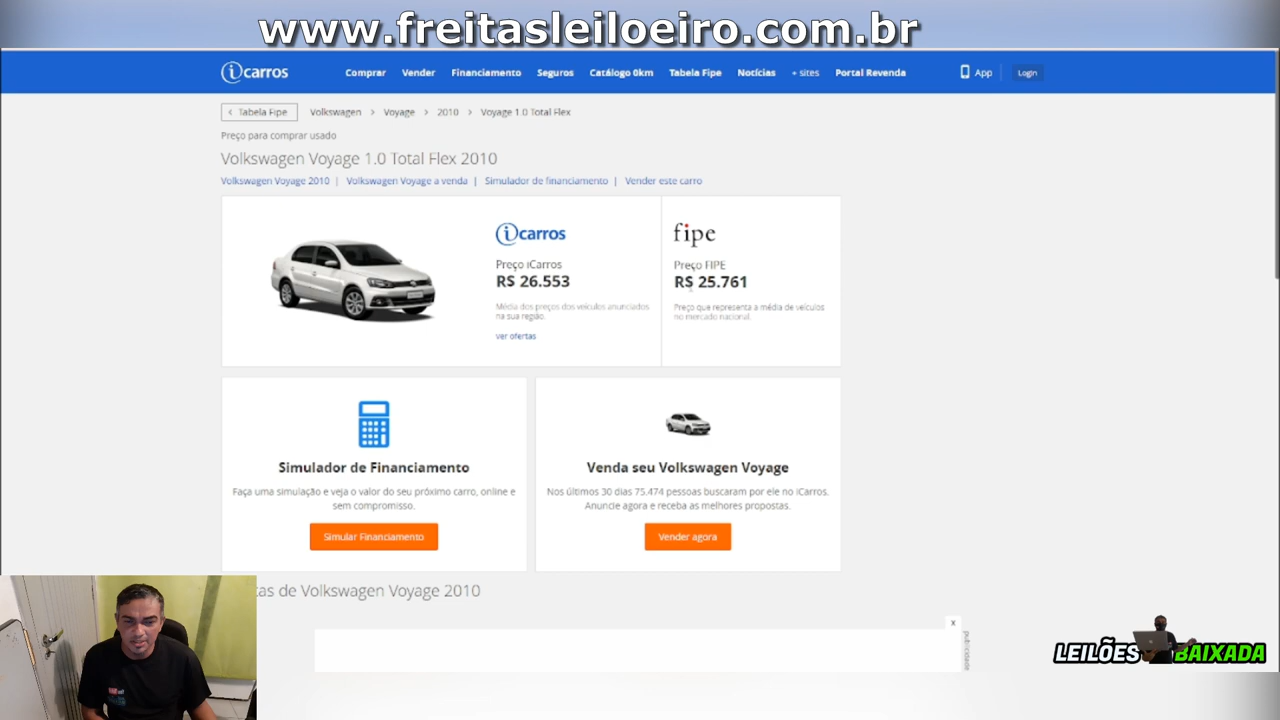 www.freitasleiloeiro.com.br
icarros Comprar Vender Financiamento Seguros Catálogo 0km Tabela Fipe Notícias + sites Portal Revenda App Login
< Tabela Fipe Volkswagen > Voyage > 2010 > Voyage 1.0 Total Flex
Preço para comprar usado
Volkswagen Voyage 1.0 Total Flex 2010
Volkswagen Voyage 2010 | Volkswagen Voyage a venda | Simulador de financiamento | Vender este carro
icarros
Preço iCarros
R$ 26.553
Média dos preços dos veículos anunciados
na sua região.
ver ofertas
fipe
Preço FIPE
R$ 25.761
Preço que representa a média de veículos
no mercado nacional.
Simulador de Financiamento
Faça uma simulação e veja o valor do seu próximo carro, online e
sem compromisso.
Simular Financiamento
Venda seu Volkswagen Voyage
Nos últimos 30 dias 75.474 pessoas buscaram por ele no iCarros.
Anuncie agora e receba as melhores propostas.
Vender agora
tas de Volkswagen Voyage 2010
x
publicidade
LEILÕES BAIXADA